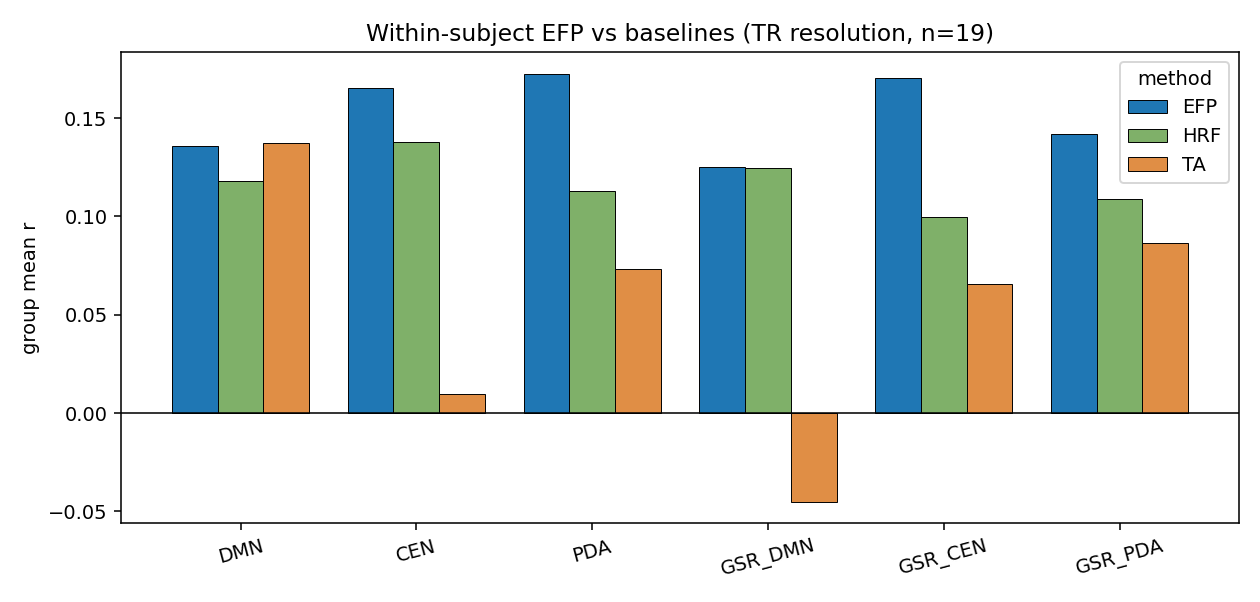 Within-subject EFP vs baselines (TR resolution, n=19)
method
EFP
HRF
TA
group mean r
0.15
0.10
0.05
0.00
−0.05
DMN
CEN
PDA
GSR_DMN
GSR_CEN
GSR_PDA